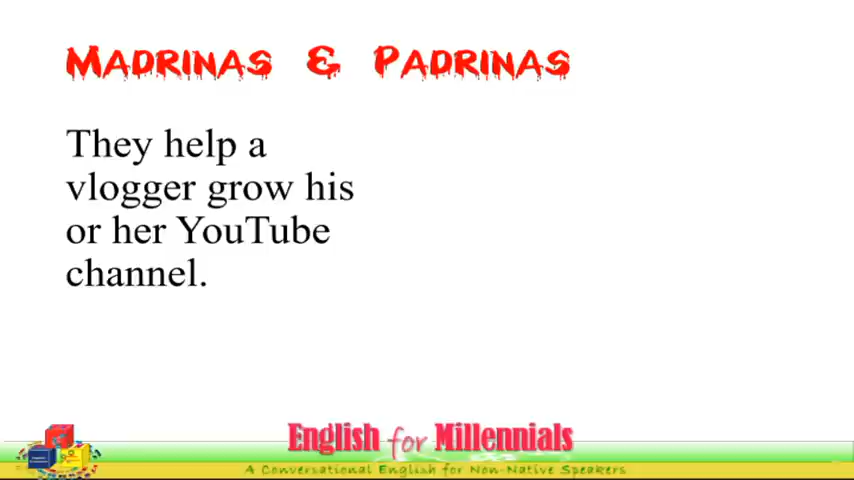 MADRINAS & PADRINAS
They help a
vlogger grow his
or her YouTube
channel.
English for Millennials
A Conversational English for Non-Native Speakers